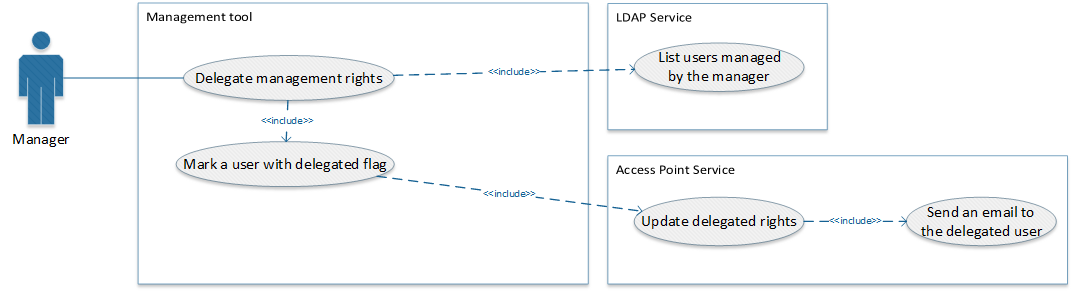 Management tool
LDAP Service
List users managed
by the manager
<<include>>
Delegate management rights
<<include>>
Manager
Mark a user with delegated flag
Access Point Service
<<include>>
Update delegated rights
<<include>>
Send an email to
the delegated user